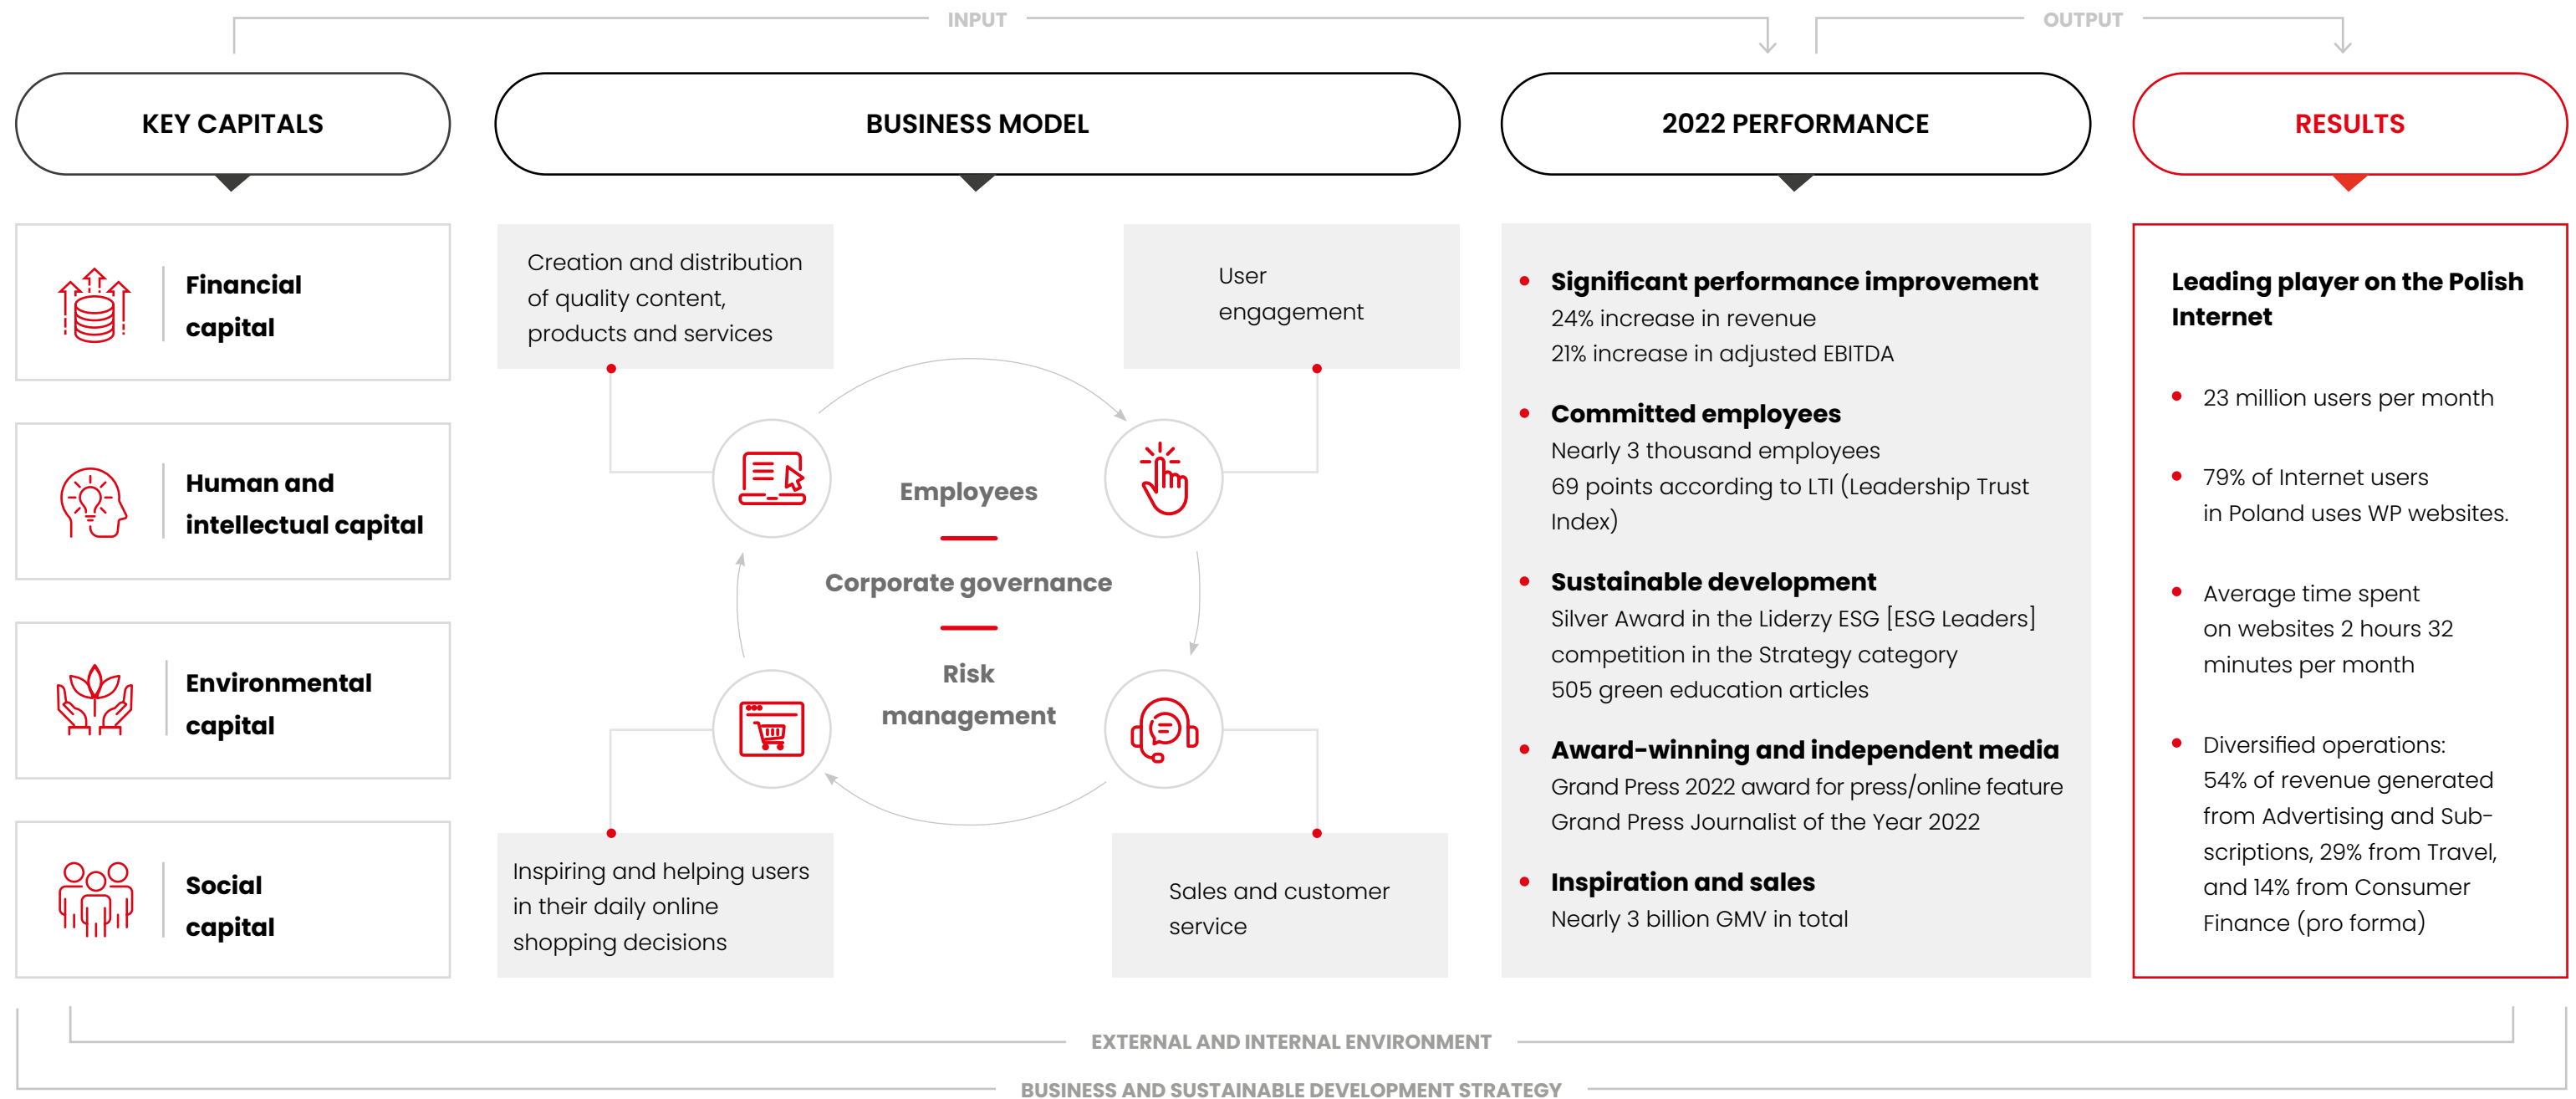 INPUT
OUTPUT
KEY CAPITALS
BUSINESS MODEL
2022 PERFORMANCE
RESULTS
Financial
capital
Human and
intellectual capital
Environmental
capital
Social
capital
Creation and distribution
of quality content,
products and services
User
engagement
Employees
Corporate governance
Risk
management
Inspiring and helping users
in their daily online
shopping decisions
Sales and customer
service
Significant performance improvement
24% increase in revenue
21% increase in adjusted EBITDA
Committed employees
Nearly 3 thousand employees
69 points according to LTI (Leadership Trust
Index)
Sustainable development
Silver Award in the Liderzy ESG [ESG Leaders]
competition in the Strategy category
505 green education articles
Award-winning and independent media
Grand Press 2022 award for press/online feature
Grand Press Journalist of the Year 2022
Inspiration and sales
Nearly 3 billion GMV in total
Leading player on the Polish
Internet
23 million users per month
79% of Internet users
in Poland uses WP websites.
Average time spent
on websites 2 hours 32
minutes per month
Diversified operations:
54% of revenue generated
from Advertising and Sub-
scriptions, 29% from Travel,
and 14% from Consumer
Finance (pro forma)
EXTERNAL AND INTERNAL ENVIRONMENT
BUSINESS AND SUSTAINABLE DEVELOPMENT STRATEGY